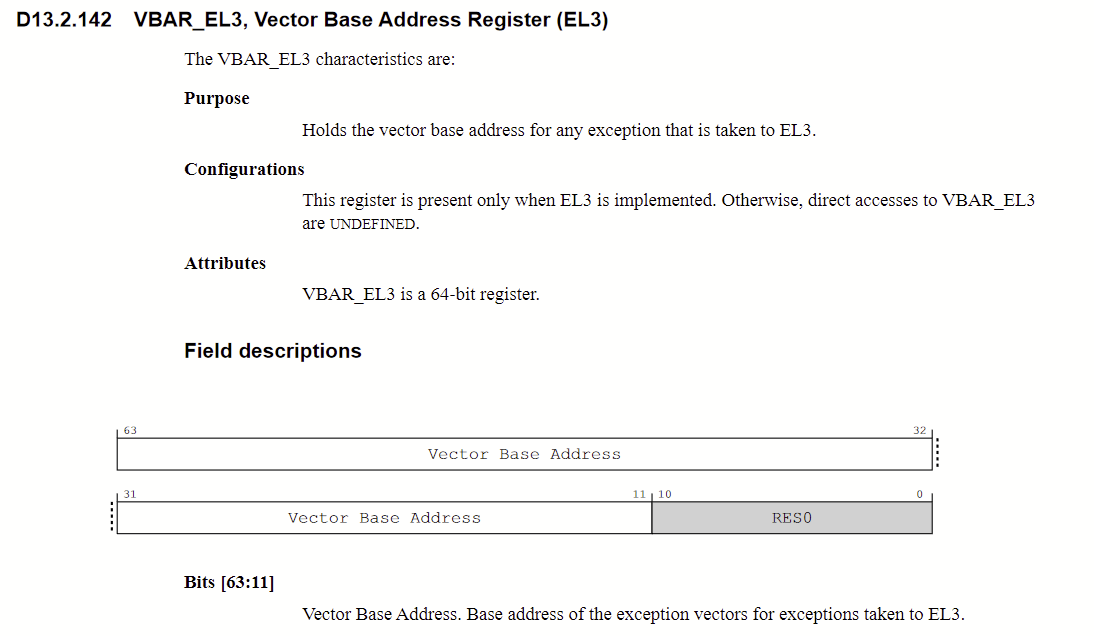 D13.2.142 VBAR_EL3, Vector Base Address Register (EL3)
The VBAR_EL3 characteristics are:
Purpose
Holds the vector base address for any exception that is taken to EL3.
Configurations
This register is present only when EL3 is implemented. Otherwise, direct accesses to VBAR_EL3
are UNDEFINED.
Attributes
VBAR_EL3 is a 64-bit register.
Field descriptions
63 32
Vector Base Address
31 11 10 0
Vector Base Address RES0
Bits [63:11]
Vector Base Address. Base address of the exception vectors for exceptions taken to EL3.